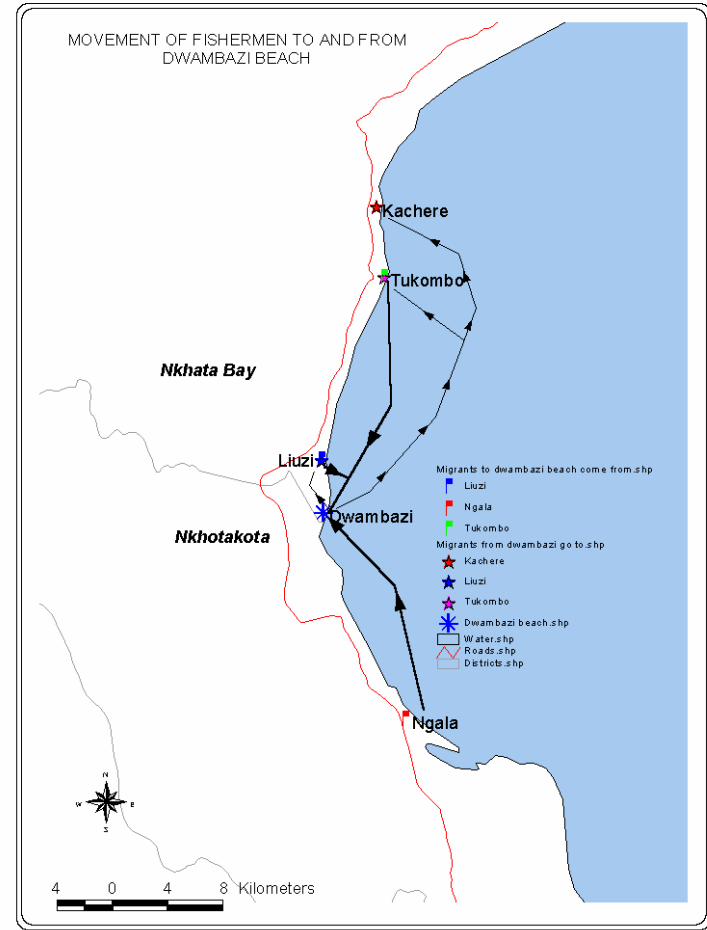 MOVEMENT OF FISHERMEN TO AND FROM
DWAMBAZI BEACH
Kachere
Tukombo
Nkhata Bay
Liuzi
Dwambazi
Nkhotakota
Ngala
Migrants to dwambazi beach come from.shp
Liuzi
Ngala
Tukombo
Migrants from dwambazi go to.shp
Kachere
Liuzi
Tukombo
Dwambazi beach.shp
Water.shp
Roads.shp
Districts.shp
N
W E
S
4 0 4 8 Kilometers